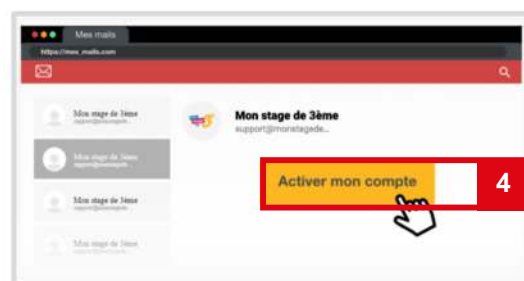 Mes mails
https://mes_mails.com
Mon stage de 3ème
Mon stage de 3ème
support@monstagede...
Mon stage de 3ème
Activer mon compte
4
Mon stage de 3ème
Mon stage de 3ème